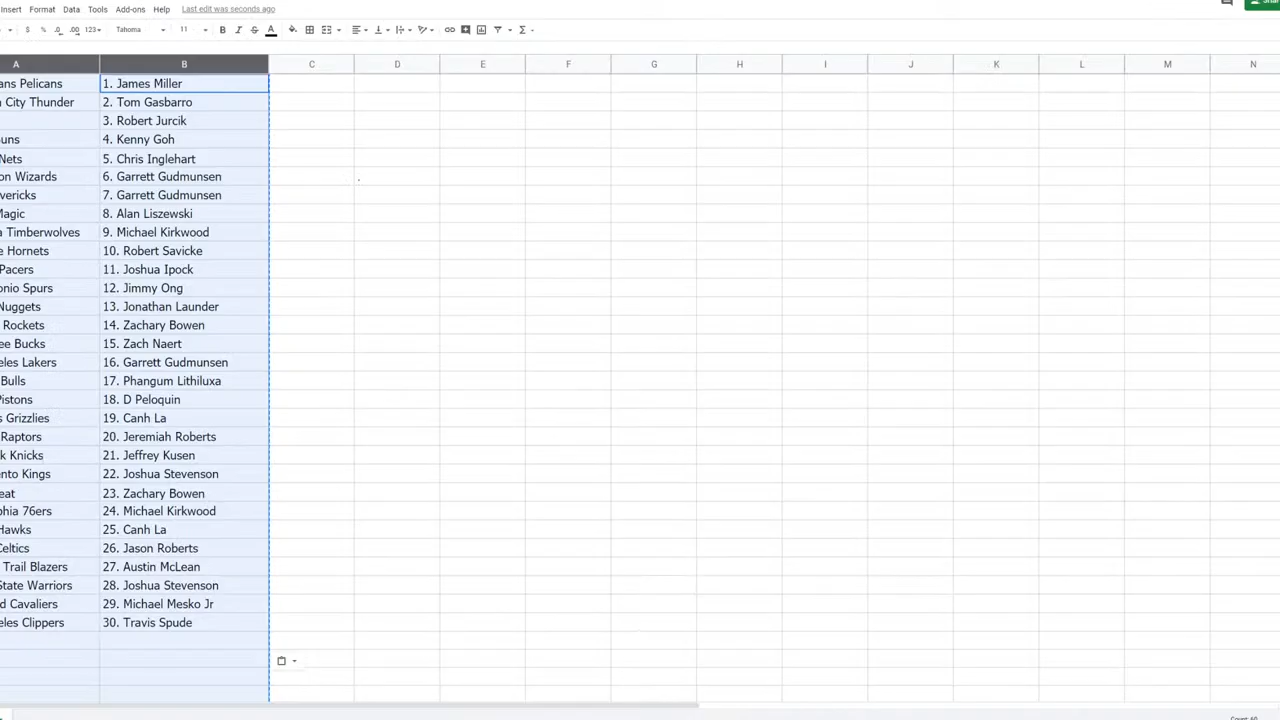 Insert Format Data Tools Add-ons Help Last edit was seconds ago
$ % .0 .00 123 Tahoma 11 B I S A
A B C D E F G H I J K L M N
ans Pelicans 1. James Miller
City Thunder 2. Tom Gasbarro
3. Robert Jurcik
uns 4. Kenny Goh
Nets 5. Chris Inglehart
on Wizards 6. Garrett Gudmunsen
vericks 7. Garrett Gudmunsen
Magic 8. Alan Liszewski
a Timberwolves 9. Michael Kirkwood
e Hornets 10. Robert Savicke
Pacers 11. Joshua Ipock
onio Spurs 12. Jimmy Ong
Nuggets 13. Jonathan Launder
Rockets 14. Zachary Bowen
ee Bucks 15. Zach Naert
eles Lakers 16. Garrett Gudmunsen
Bulls 17. Phangum Lithiluxa
Pistons 18. D Peloquin
s Grizzlies 19. Canh La
Raptors 20. Jeremiah Roberts
k Knicks 21. Jeffrey Kusen
ento Kings 22. Joshua Stevenson
eat 23. Zachary Bowen
phia 76ers 24. Michael Kirkwood
Hawks 25. Canh La
Celtics 26. Jason Roberts
Trail Blazers 27. Austin McLean
State Warriors 28. Joshua Stevenson
d Cavaliers 29. Michael Mesko Jr
eles Clippers 30. Travis Spude